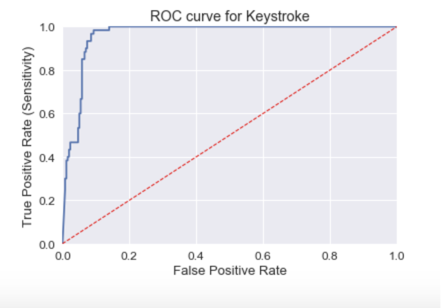 ROC curve for Keystroke
True Positive Rate (Sensitivity)
1.0
0.8
0.6
0.4
0.2
0.0
0.0 0.2 0.4 0.6 0.8 1.0
False Positive Rate